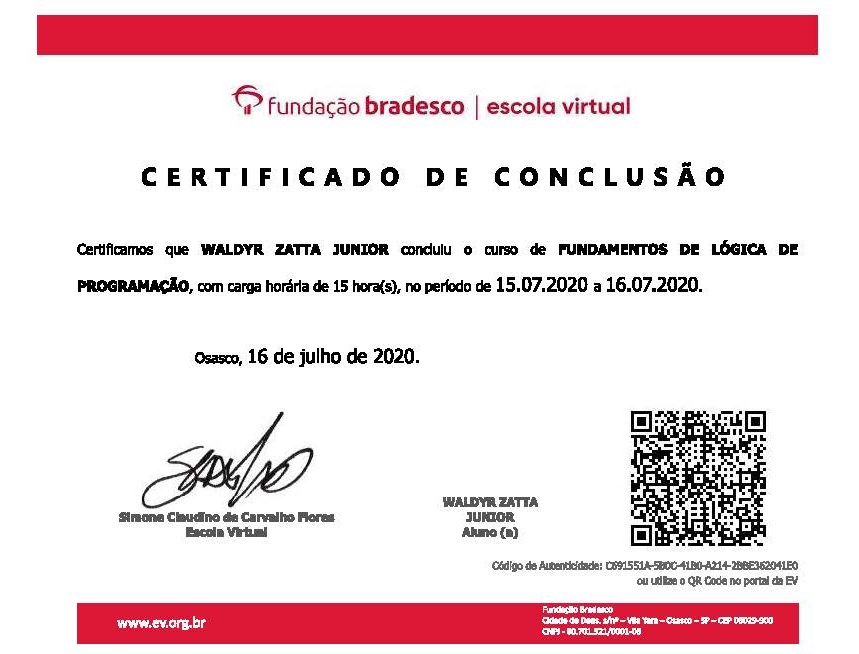 fundação bradesco | escola virtual
CERTIFICADO DE CONCLUSÃO
Certificamos que WALDYR ZATTA JUNIOR concluiu o curso de FUNDAMENTOS DE LÓGICA DE
PROGRAMAÇÃO, com carga horária de 15 hora(s), no período de 15.07.2020 a 16.07.2020.
Osasco, 16 de julho de 2020.
Simone Claudino de Carvalho Flores
Escola Virtual
WALDYR ZATTA
JUNIOR
Aluno (a)
Código de Autenticidade: C691551A-5B0C-41B0-A214-2BBE362041E0
ou utilize o QR Code no portal da EV
www.ev.org.br
Fundação Bradesco
Cidade de Deus, s/nº – Vila Yara – Osasco – SP – CEP 06029-900
CNPJ - 60.701.521/0001-06